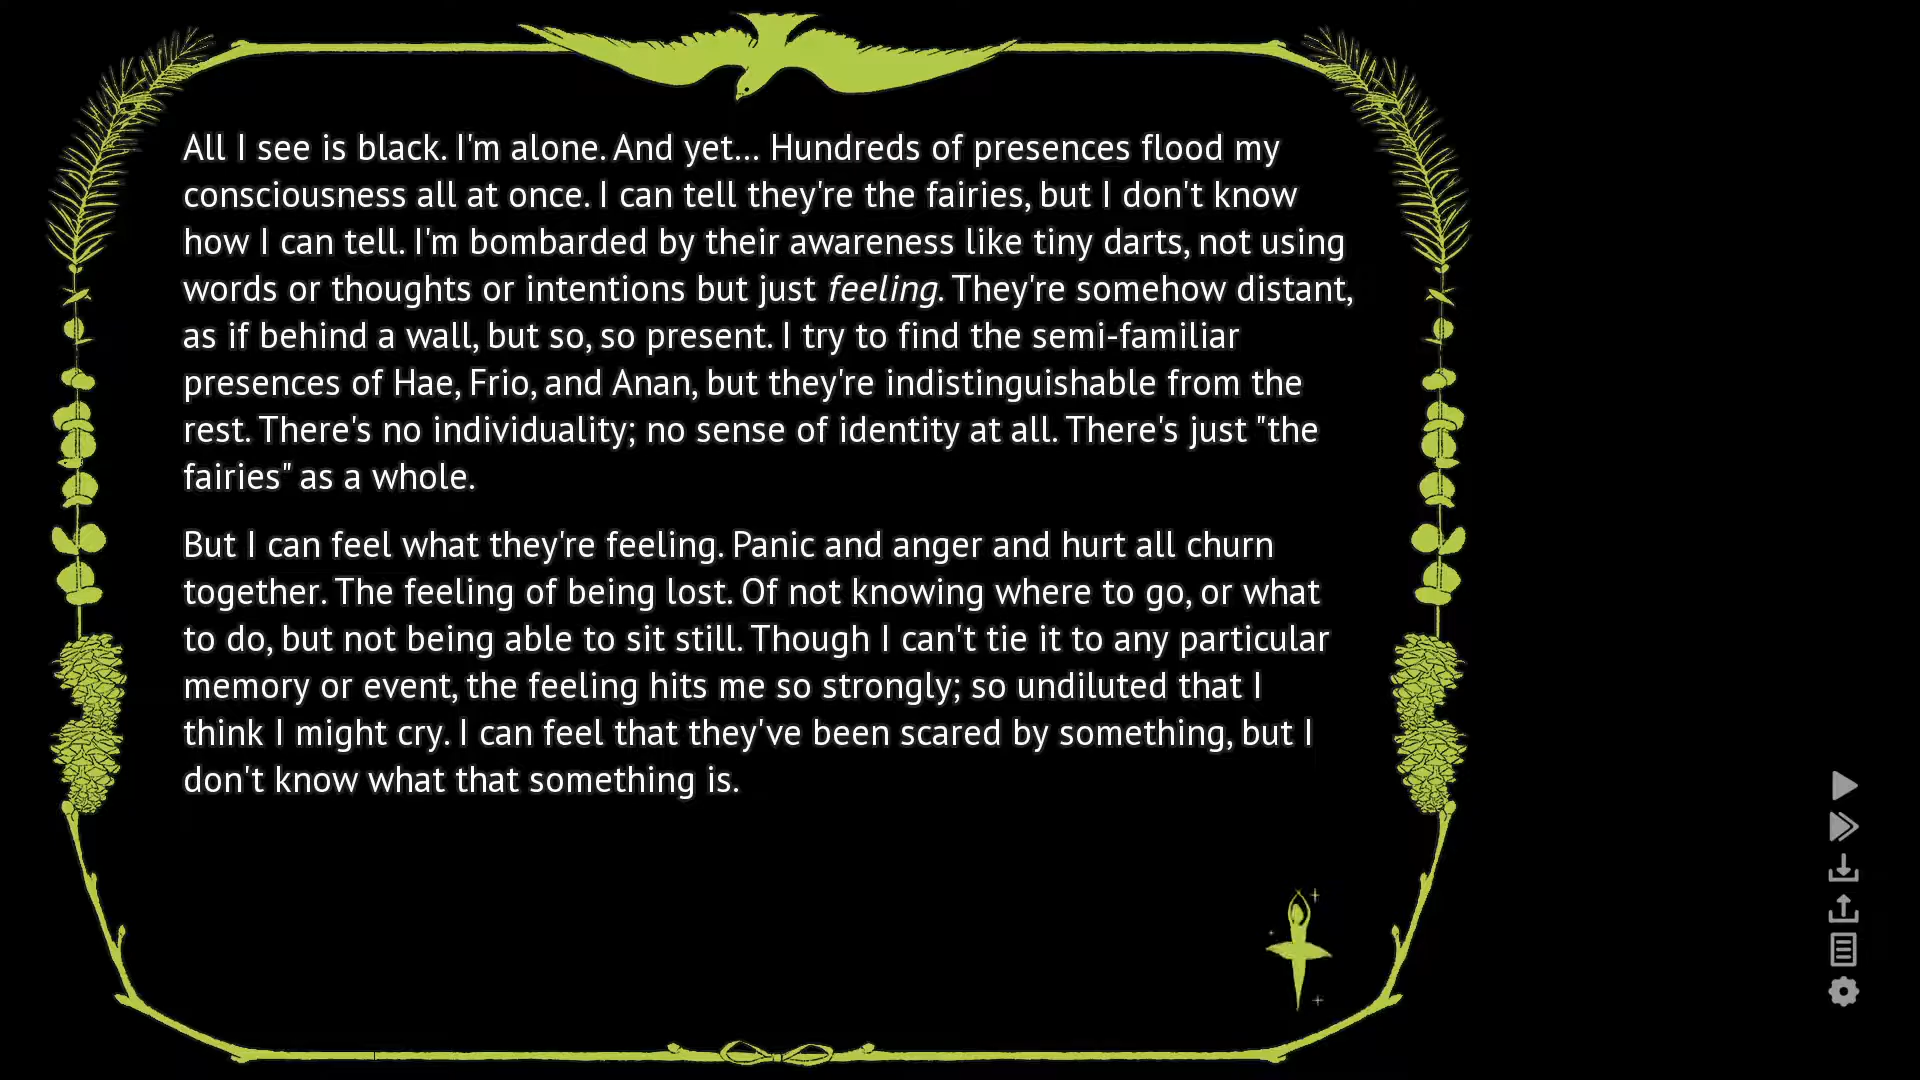 All I see is black. I'm alone. And yet... Hundreds of presences flood my
consciousness all at once. I can tell they're the fairies, but I don't know
how I can tell. I'm bombarded by their awareness like tiny darts, not using
words or thoughts or intentions but just feeling. They're somehow distant,
as if behind a wall, but so, so present. I try to find the semi-familiar
presences of Hae, Frio, and Anan, but they're indistinguishable from the
rest. There's no individuality; no sense of identity at all. There's just "the
fairies" as a whole.
But I can feel what they're feeling. Panic and anger and hurt all churn
together. The feeling of being lost. Of not knowing where to go, or what
to do, but not being able to sit still. Though I can't tie it to any particular
memory or event, the feeling hits me so strongly; so undiluted that I
think I might cry. I can feel that they've been scared by something, but I
don't know what that something is.